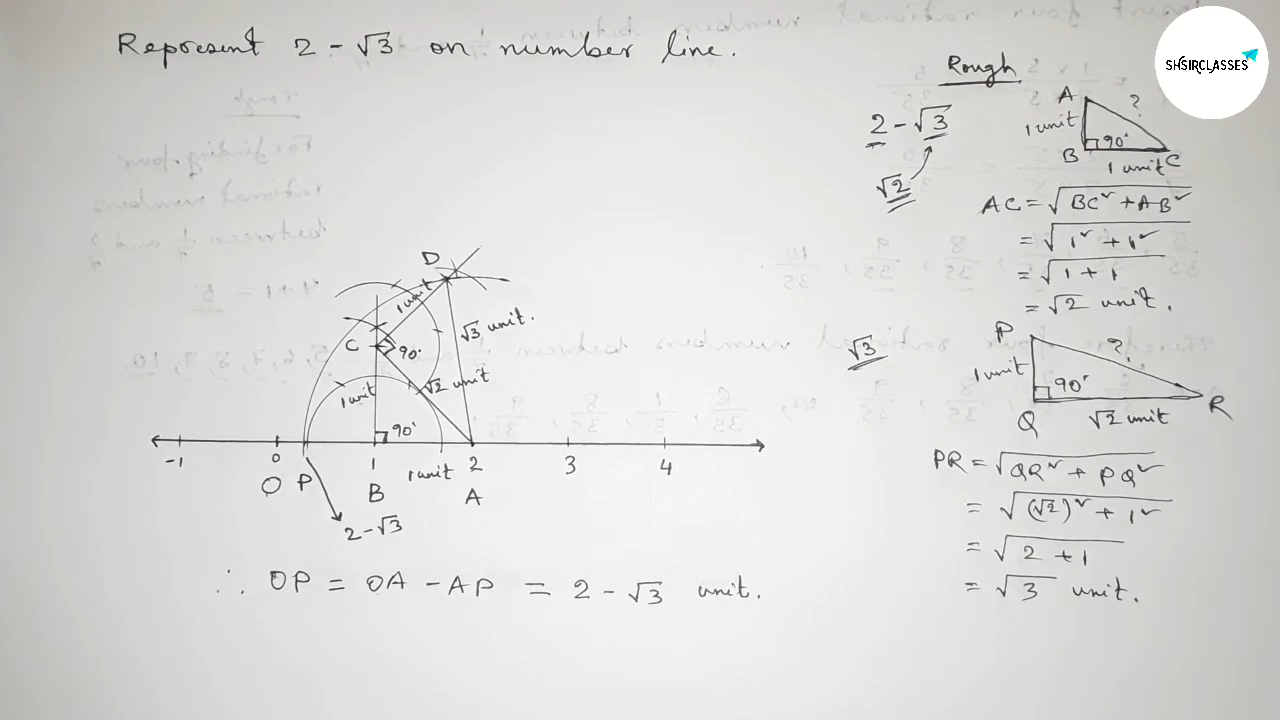 Represent 2 - √3 on number line.
SHSIRCLASSES
Rough
2 - √3
√2
A
?
1 unit
B
90°
1 unit
C
AC = √BC² + AB²
= √1² + 1²
= √1 + 1
= √2 unit.
√3
P
?
1 unit
90°
Q
√2 unit
R
PR = √QR² + PQ²
= √(√2)² + 1²
= √2 + 1
= √3 unit.
D
1 unit
√3 unit.
C
90°
1 unit
√2 unit
90°
-1 0 1 2 3 4
1 unit
O P B A
2-√3
∴ OP = OA - AP = 2 - √3 unit.